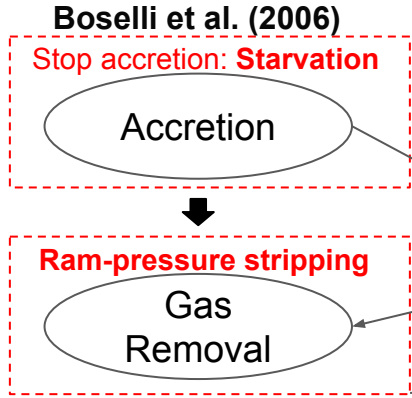 Boselli et al. (2006)
Stop accretion: Starvation
Accretion
Ram-pressure stripping
Gas
Removal